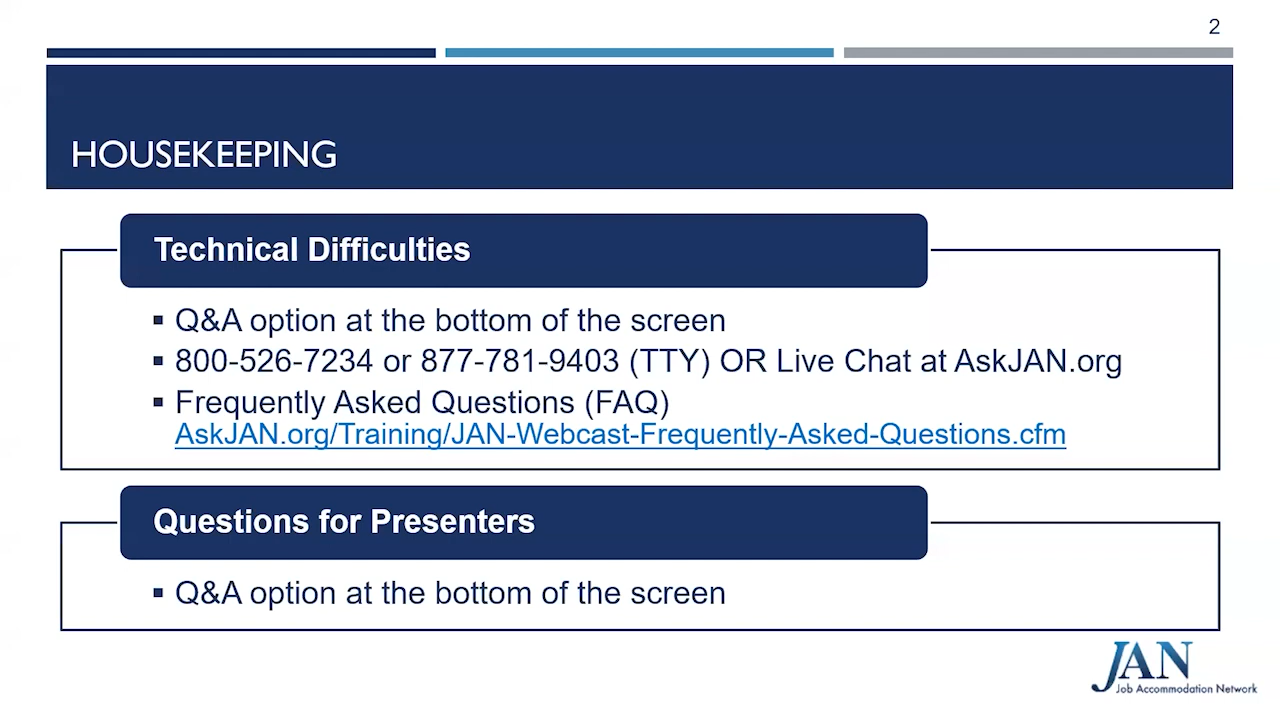 2
HOUSEKEEPING
Technical Difficulties
▪ Q&A option at the bottom of the screen
▪ 800-526-7234 or 877-781-9403 (TTY) OR Live Chat at AskJAN.org
▪ Frequently Asked Questions (FAQ)
AskJAN.org/Training/JAN-Webcast-Frequently-Asked-Questions.cfm
Questions for Presenters
▪ Q&A option at the bottom of the screen
JAN
Job Accommodation Network